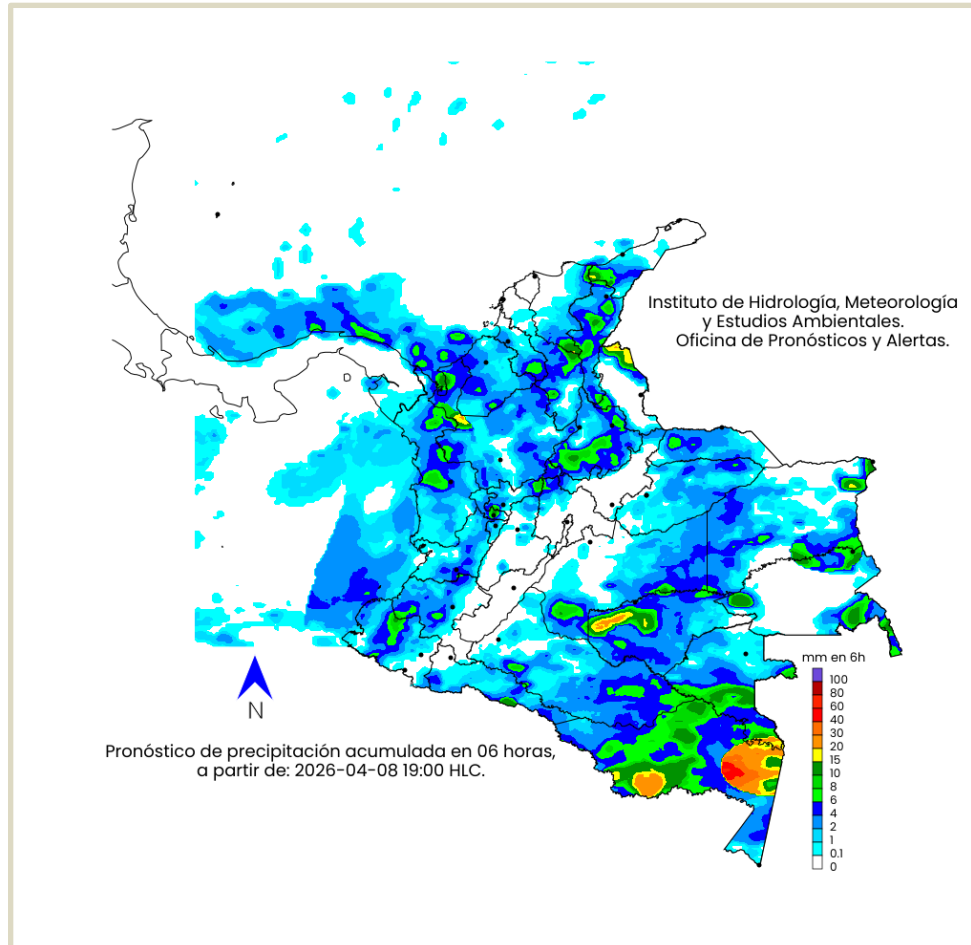 Instituto de Hidrología, Meteorología
y Estudios Ambientales.
Oficina de Pronósticos y Alertas.
mm en 6h
100
80
60
40
30
20
15
10
8
6
4
2
1
0.1
0
N
Pronóstico de precipitación acumulada en 06 horas,
a partir de: 2026-04-08 19:00 HLC.